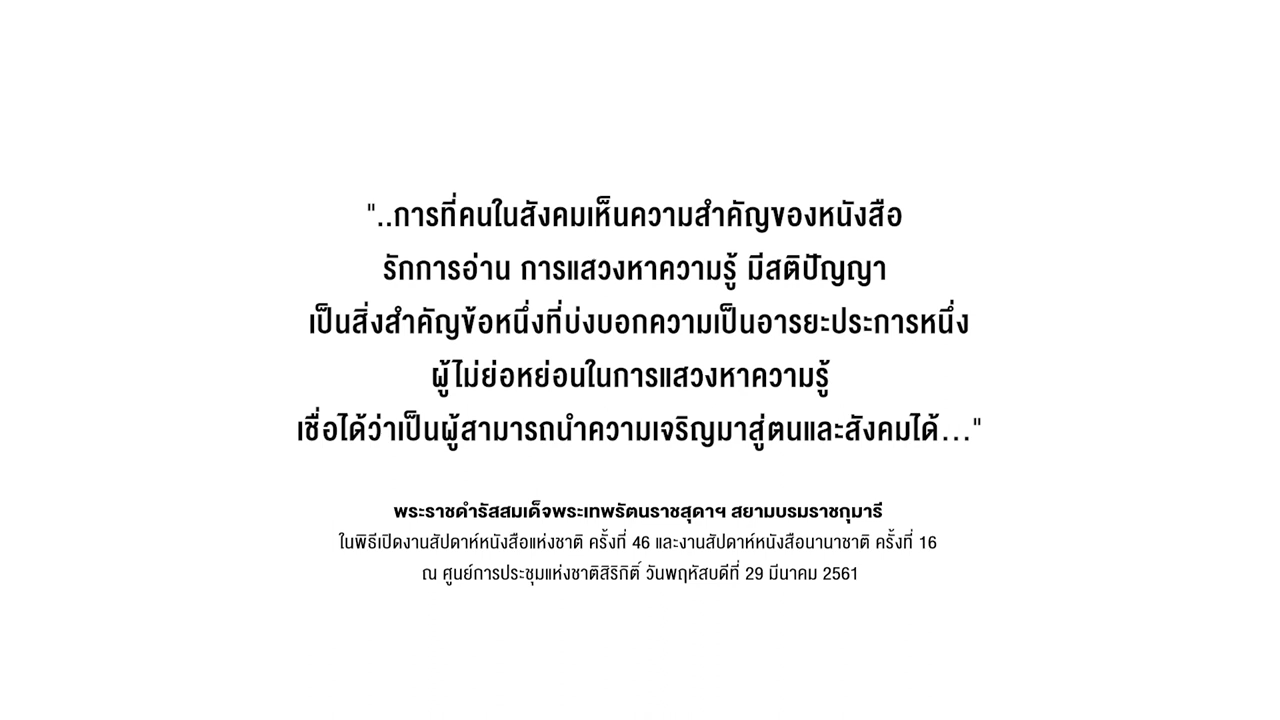 "..การที่คนในสังคมเห็นความสำคัญของหนังสือ
รักการอ่าน การแสวงหาความรู้ มีสติปัญญา
เป็นสิ่งสำคัญข้อหนึ่งที่บ่งบอกความเป็นอารยะประการหนึ่ง
ผู้ไม่ย่อหย่อนในการแสวงหาความรู้
เชื่อได้ว่าเป็นผู้สามารถนำความเจริญมาสู่ตนและสังคมได้…"
พระราชดำรัสสมเด็จพระเทพรัตนราชสุดาฯ สยามบรมราชกุมารี
ในพิธีเปิดงานสัปดาห์หนังสือแห่งชาติ ครั้งที่ 46 และงานสัปดาห์หนังสือนานาชาติ ครั้งที่ 16
ณ ศูนย์การประชุมแห่งชาติสิริกิติ์ วันพฤหัสบดีที่ 29 มีนาคม 2561